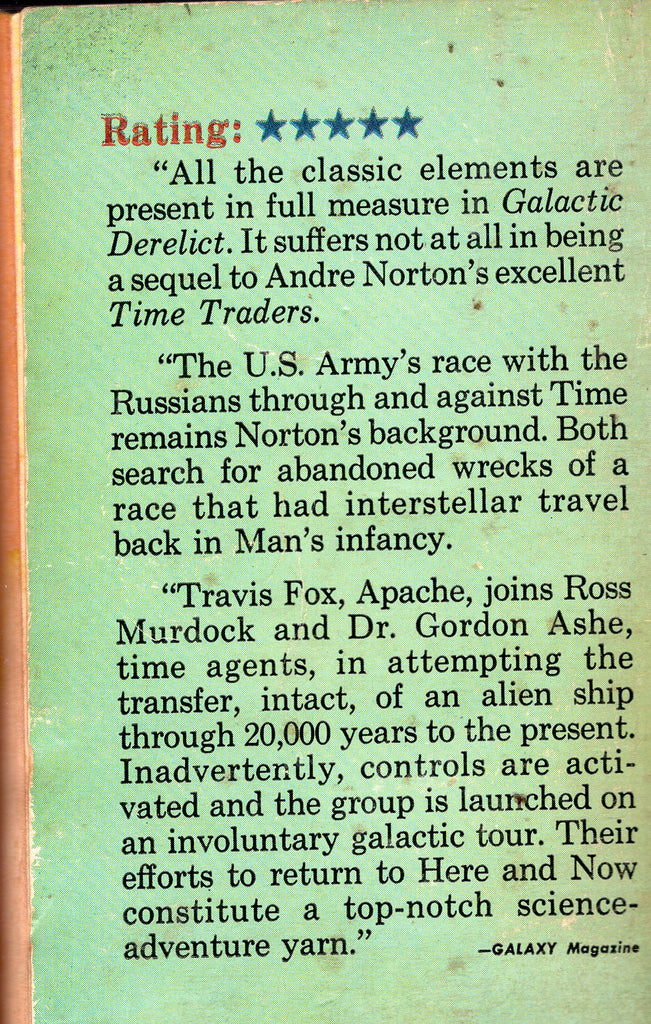 Rating: ★★★★★
“All the classic elements are
present in full measure in Galactic
Derelict. It suffers not at all in being
a sequel to Andre Norton’s excellent
Time Traders.
“The U.S. Army’s race with the
Russians through and against Time
remains Norton’s background. Both
search for abandoned wrecks of a
race that had interstellar travel
back in Man’s infancy.
“Travis Fox, Apache, joins Ross
Murdock and Dr. Gordon Ashe,
time agents, in attempting the
transfer, intact, of an alien ship
through 20,000 years to the present.
Inadvertently, controls are acti-
vated and the group is launched on
an involuntary galactic tour. Their
efforts to return to Here and Now
constitute a top-notch science-
adventure yarn.” —GALAXY Magazine